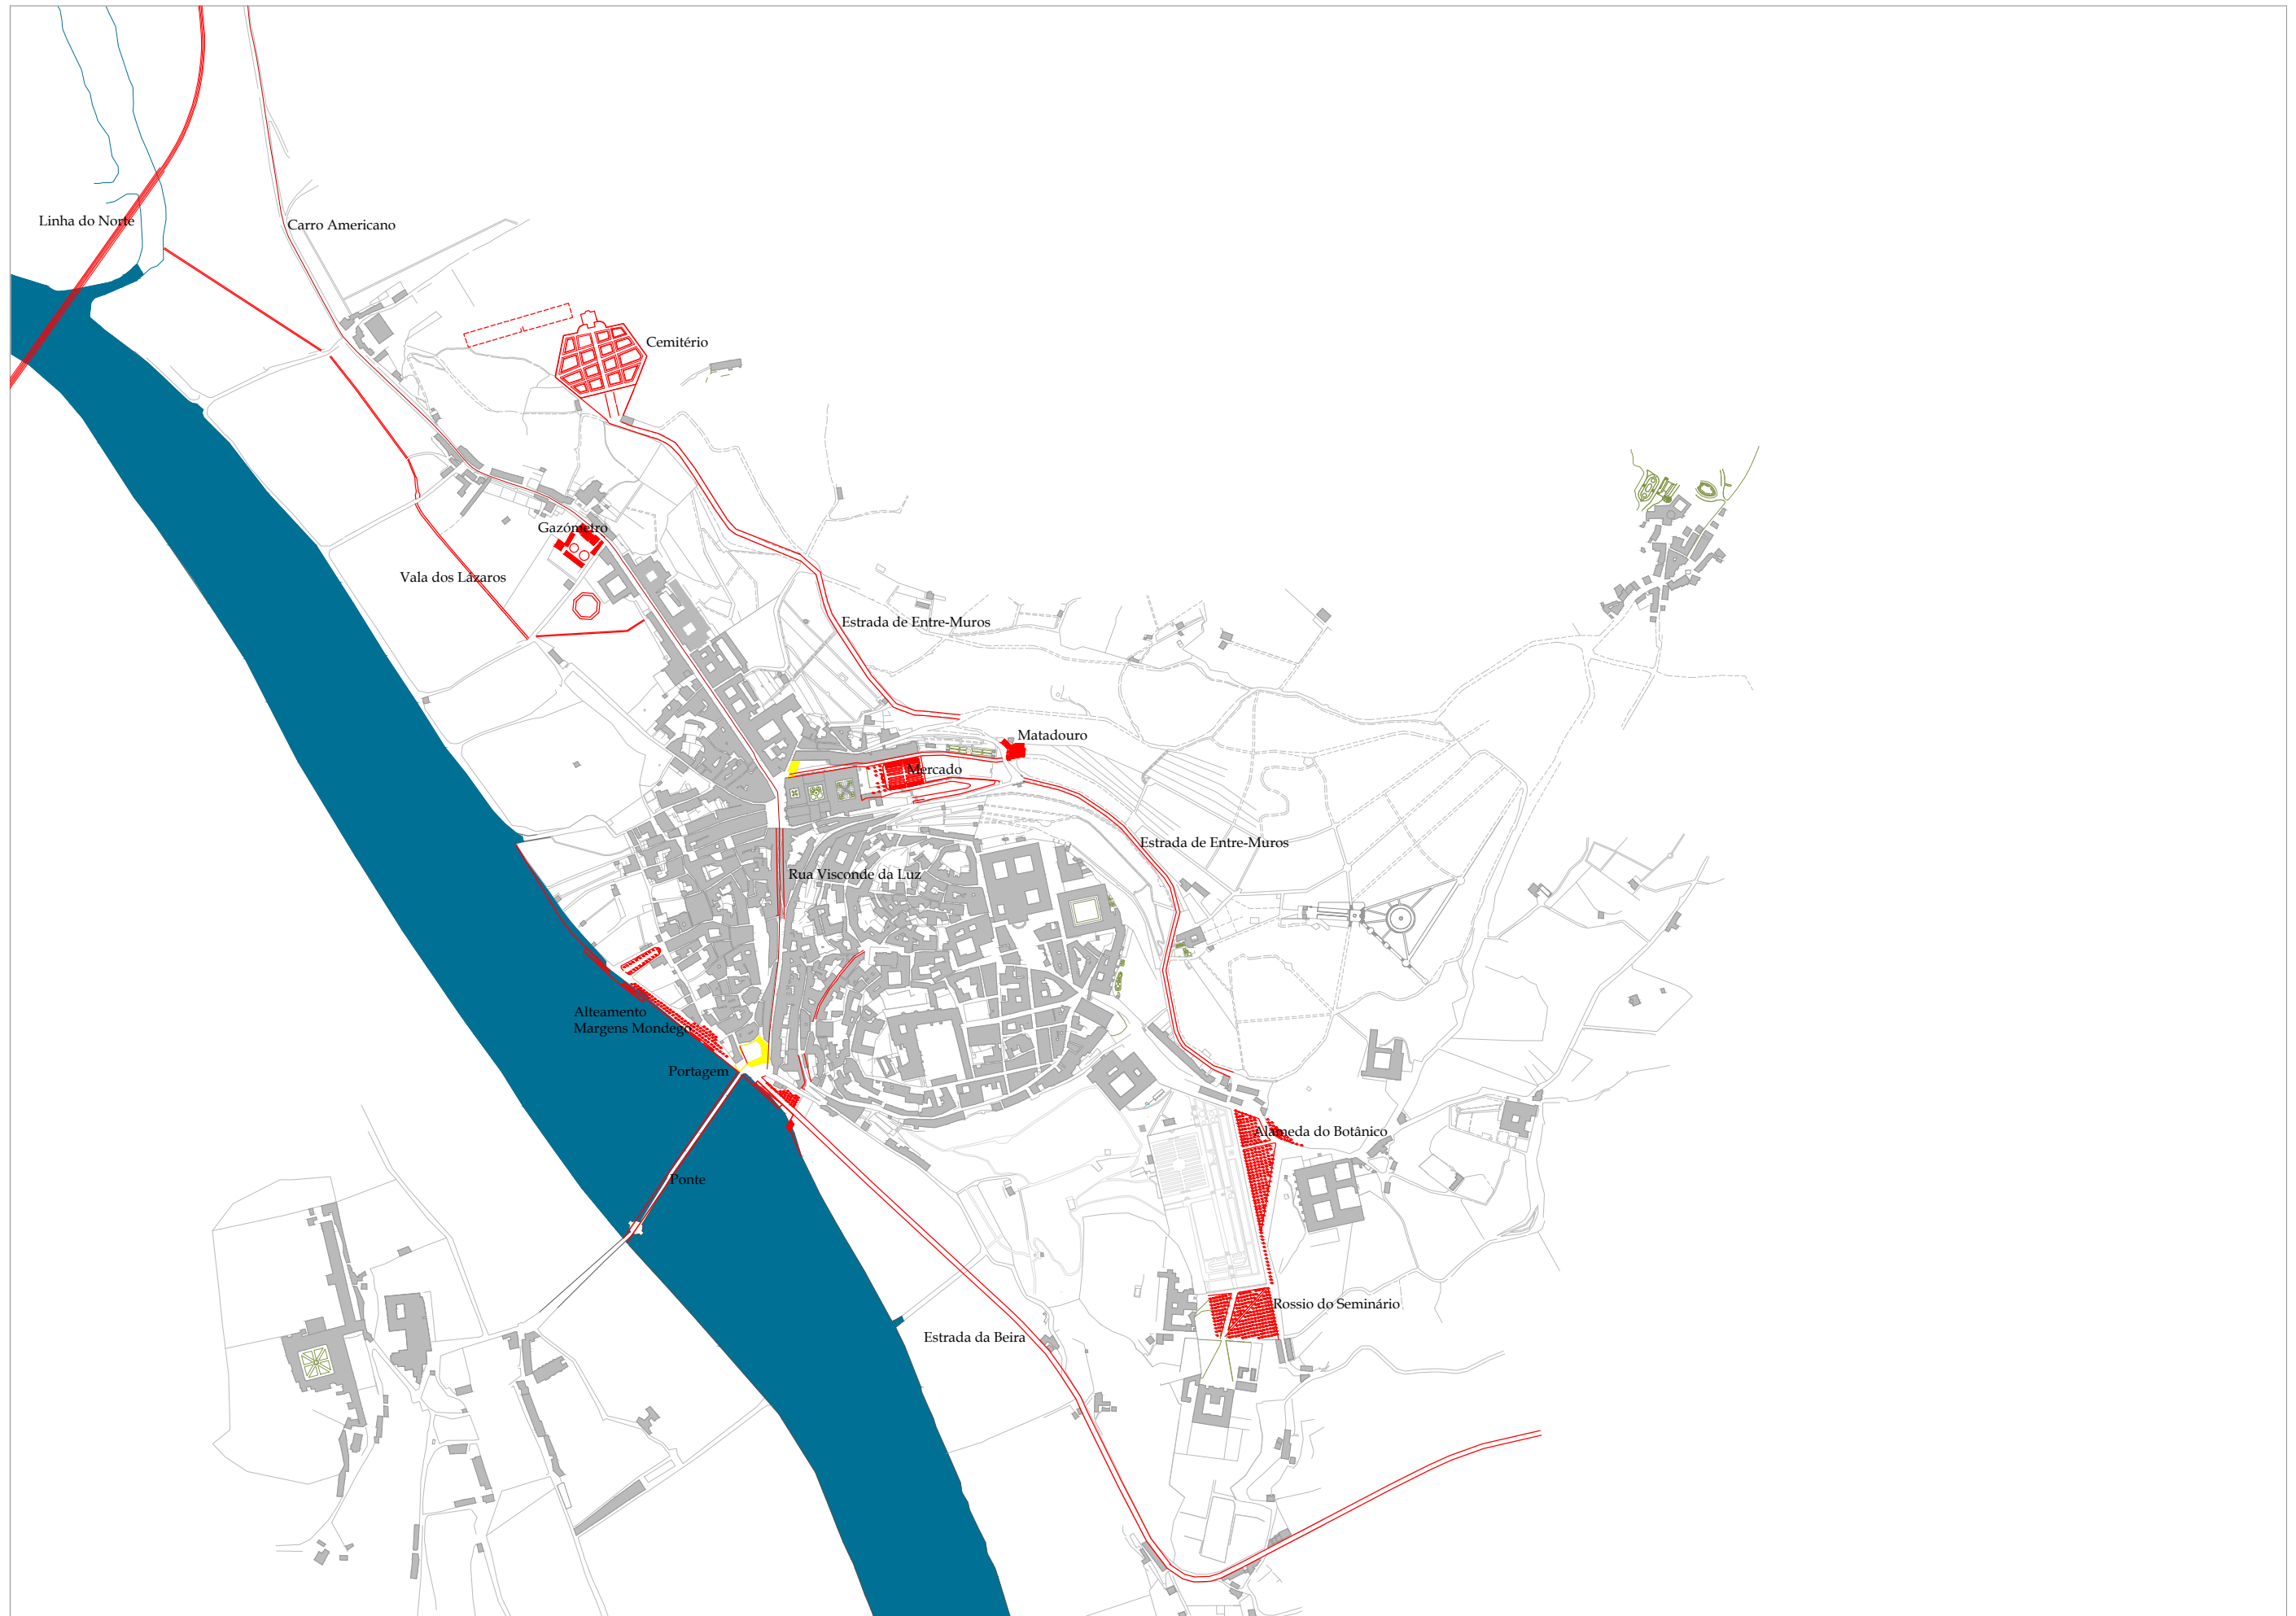 Linha do Norte
Carro Americano
Cemitério
Gazómetro
Vala dos Lázaros
Estrada de Entre-Muros
Matadouro
Mercado
Estrada de Entre-Muros
Rua Visconde da Luz
Alteamento
Margens Mondego
Portagem
Alameda do Botânico
Ponte
Rossio do Seminário
Estrada da Beira